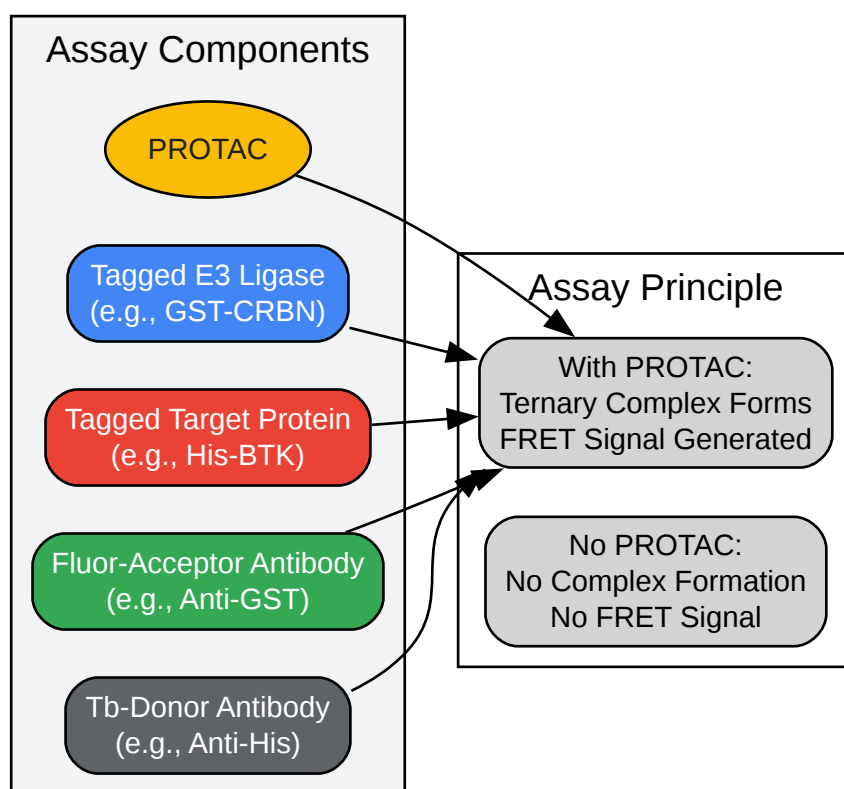 Assay Components
PROTAC
Tagged E3 Ligase
(e.g., GST-CRBN)
Tagged Target Protein
(e.g., His-BTK)
Fluor-Acceptor Antibody
(e.g., Anti-GST)
Tb-Donor Antibody
(e.g., Anti-His)
Assay Principle
With PROTAC:
Ternary Complex Forms
FRET Signal Generated
No PROTAC:
No Complex Formation
No FRET Signal